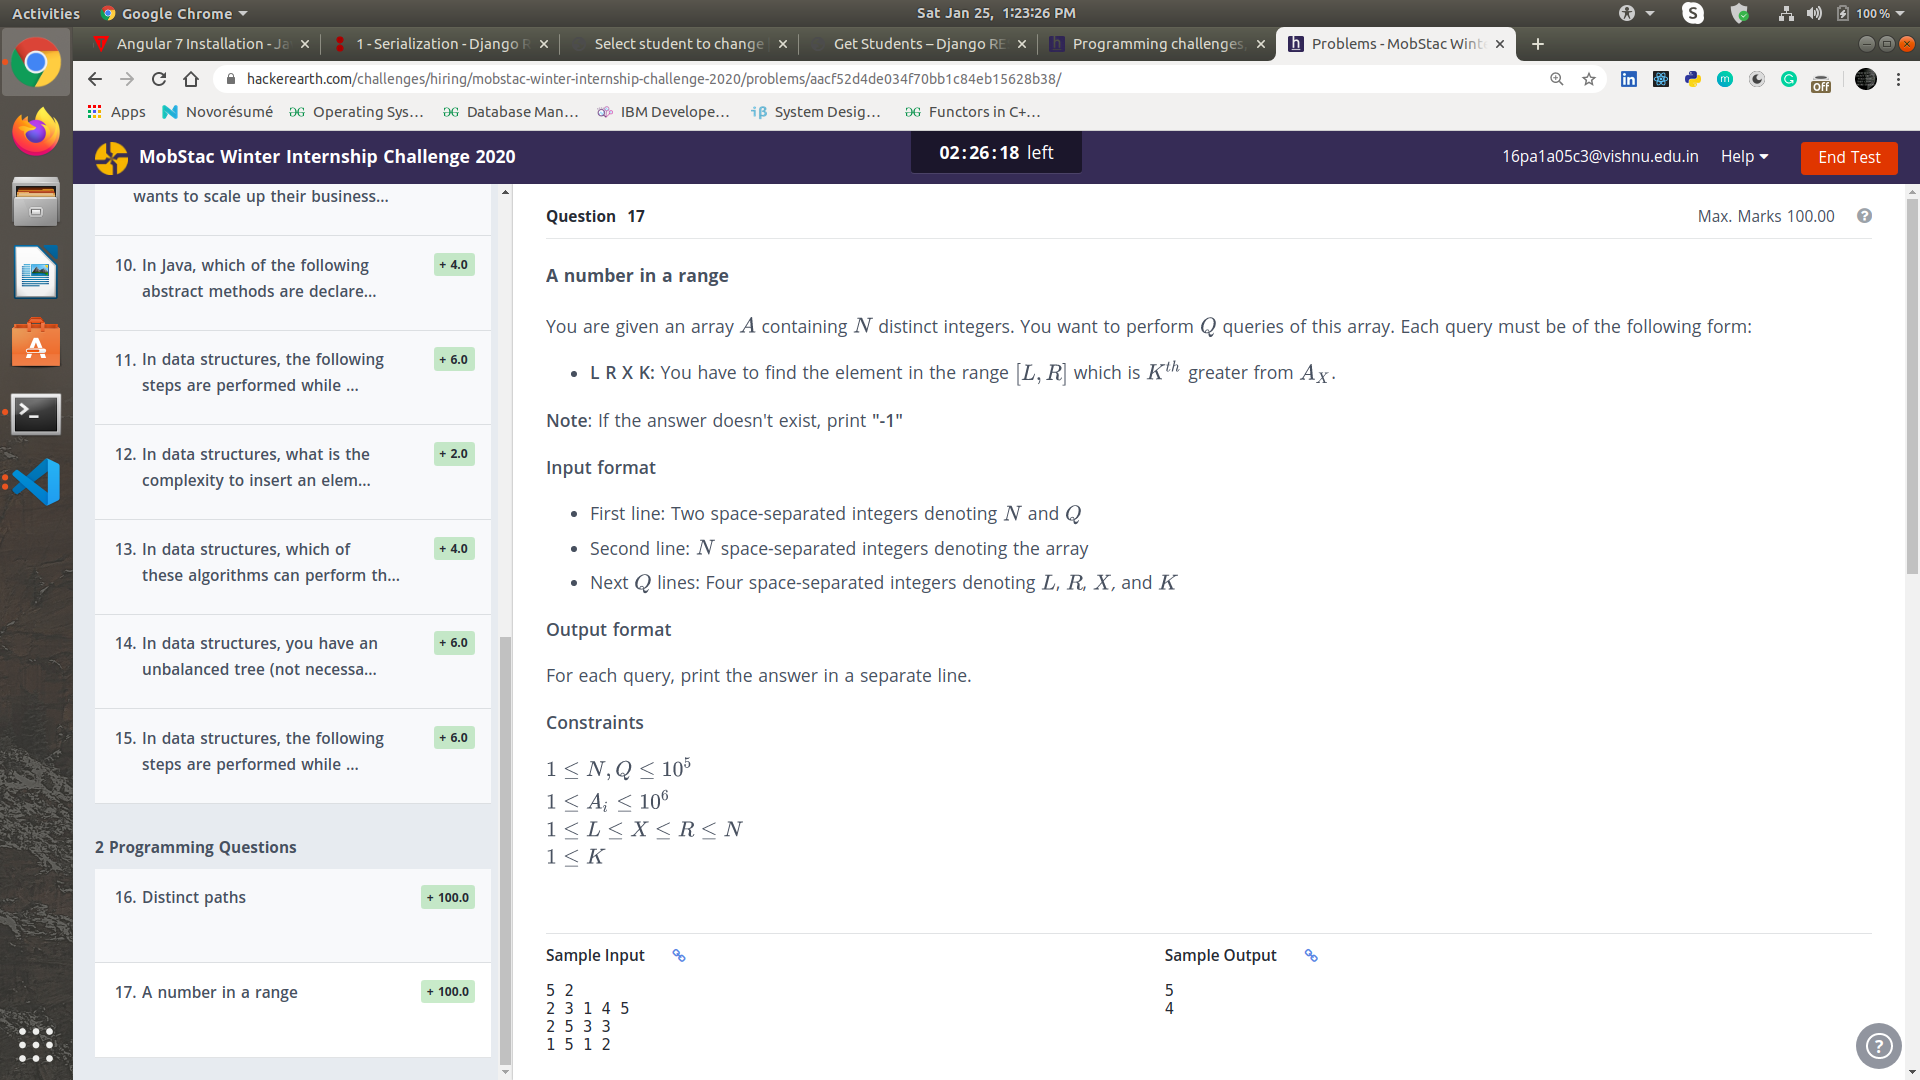 Activities
Google Chrome
Sat Jan 25, 1:23:26 PM
100 %
Angular 7 Installation - Ja
1 - Serialization - Django R
Select student to change
Get Students – Django RE
Programming challenges,
Problems - MobStac Winte
hackerearth.com/challenges/hiring/mobstac-winter-internship-challenge-2020/problems/aacf52d4de034f70bb1c84eb15628b38/
Off
Apps
Novorésumé
Operating Sys...
Database Man...
IBM Develope...
System Desig...
Functors in C+...
MobStac Winter Internship Challenge 2020
02:26:18 left
16pa1a05c3@vishnu.edu.in
Help
End Test
wants to scale up their business...
10. In Java, which of the following
abstract methods are declare...
+ 4.0
11. In data structures, the following
steps are performed while ...
+ 6.0
12. In data structures, what is the
complexity to insert an elem...
+ 2.0
13. In data structures, which of
these algorithms can perform th...
+ 4.0
14. In data structures, you have an
unbalanced tree (not necessa...
+ 6.0
15. In data structures, the following
steps are performed while ...
+ 6.0
2 Programming Questions
16. Distinct paths
+ 100.0
17. A number in a range
+ 100.0
Question 17
Max. Marks 100.00
A number in a range
You are given an array A containing N distinct integers. You want to perform Q queries of this array. Each query must be of the following form:
• L R X K: You have to find the element in the range [L, R] which is K^th greater from A_X.
Note: If the answer doesn't exist, print "-1"
Input format
• First line: Two space-separated integers denoting N and Q
• Second line: N space-separated integers denoting the array
• Next Q lines: Four space-separated integers denoting L, R, X, and K
Output format
For each query, print the answer in a separate line.
Constraints
1 ≤ N, Q ≤ 10^5
1 ≤ A_i ≤ 10^6
1 ≤ L ≤ X ≤ R ≤ N
1 ≤ K
Sample Input
5 2
2 3 1 4 5
2 5 3 3
1 5 1 2
Sample Output
5
4